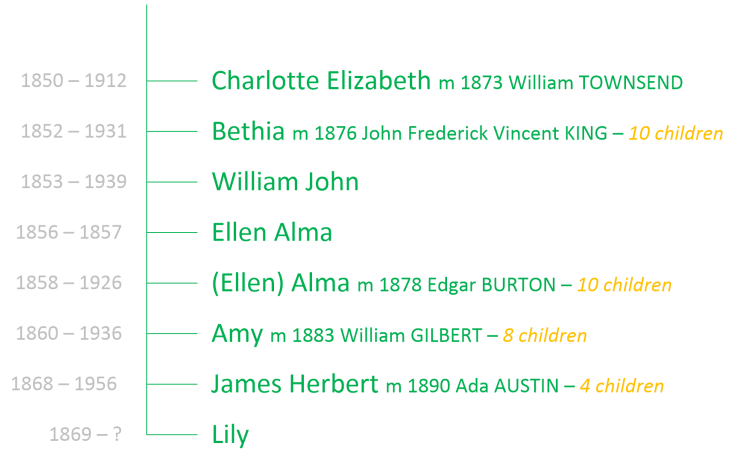 1850 – 1912 Charlotte Elizabeth m 1873 William TOWNSEND
1852 – 1931 Bethia m 1876 John Frederick Vincent KING – 10 children
1853 – 1939 William John
1856 – 1857 Ellen Alma
1858 – 1926 (Ellen) Alma m 1878 Edgar BURTON – 10 children
1860 – 1936 Amy m 1883 William GILBERT – 8 children
1868 – 1956 James Herbert m 1890 Ada AUSTIN – 4 children
1869 – ? Lily